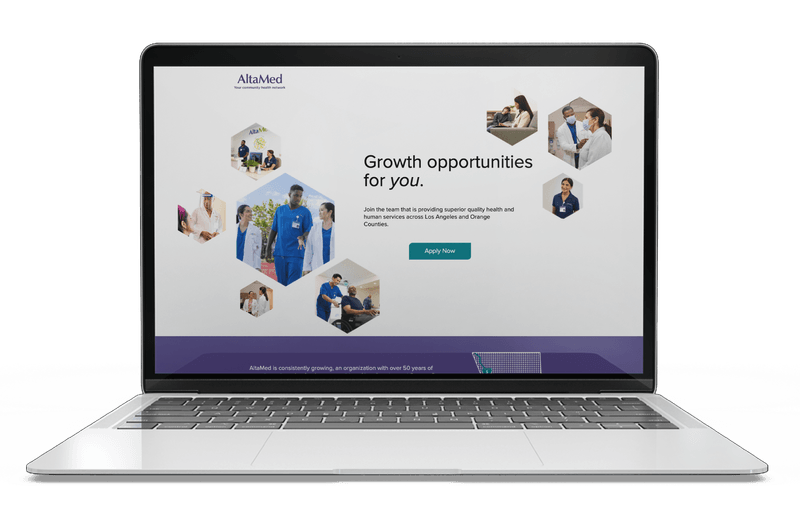 AltaMed
Your community health network
AltaMe
Growth opportunities
for you.
Join the team that is providing superior quality health and
human services across Los Angeles and Orange
Counties.
Apply Now
AltaMed is consistently growing, an organization with over 50 years of